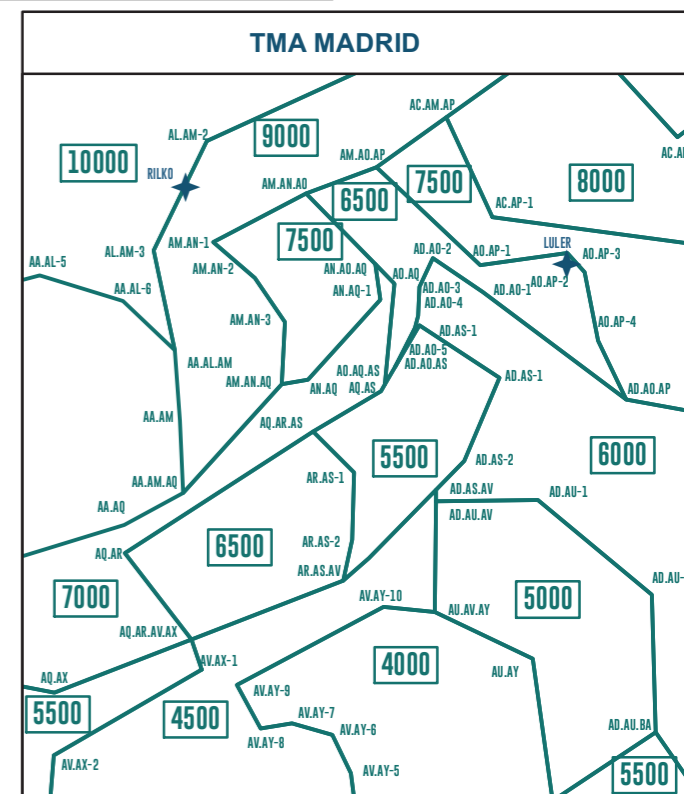 TMA MADRID
AC.AM.AP
AL.AM-2
9000
10000
RILKO
AM.AO.AP
AM.AN.AO
6500
7500
8000
AC.AP-1
AL.AM-3
AM.AN-1
7500
AD.AO-2
AO.AP-1
LULER
AO.AP-3
AA.AL-5
AM.AN-2
AN.AO.AQ
AO.AQ
AO.AP-2
AA.AL-6
AN.AQ-1
AD.AO-3
AD.AO-1
AD.AO-4
AM.AN-3
AD.AS-1
AO.AP-4
AD.AO-5
AA.AL.AM
AD.AO.AS
AO.AQ.AS
AM.AN.AQ
AN.AQ
AQ.AS
AD.AS-1
AD.AO.AP
AA.AM
AQ.AR.AS
5500
6000
AD.AS-2
AR.AS-1
AA.AM.AQ
AD.AS.AV
AD.AU-1
AA.AQ
AD.AU.AV
AR.AS-2
6500
AQ.AR
AR.AS.AV
AD.AU-
7000
AV.AY-10
5000
AU.AV.AY
AQ.AR.AV.AX
AV.AX-1
4000
AU.AY
AQ.AX
AV.AY-9
5500
4500
AV.AY-7
AV.AY-6
AD.AU.BA
AV.AY-8
AV.AX-2
AV.AY-5
5500